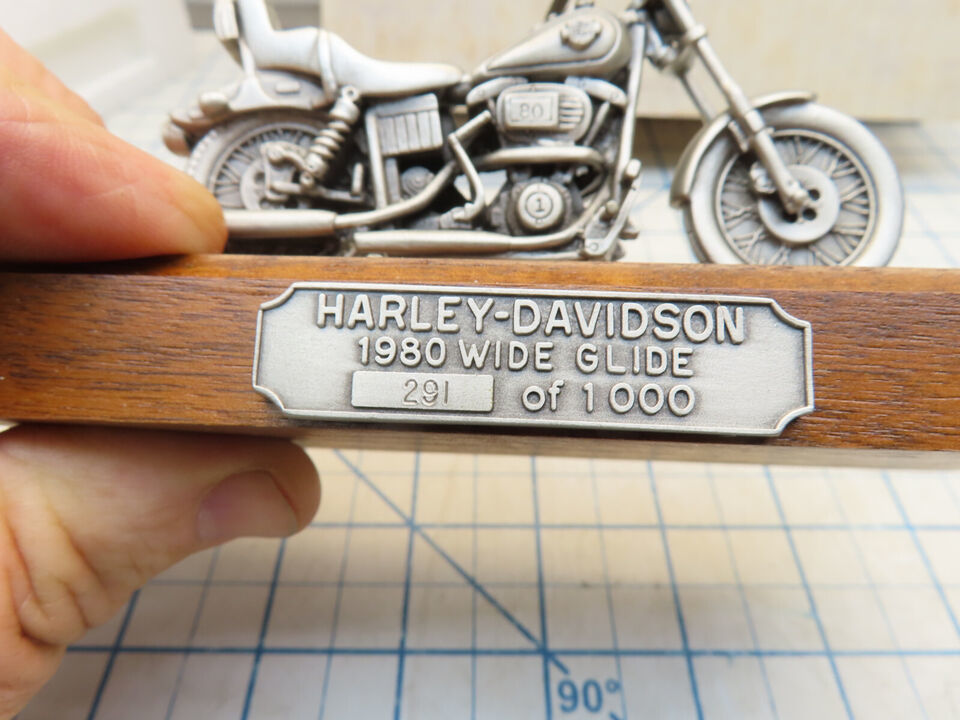 80
1
HARLEY-DAVIDSON
1980 WIDE GLIDE
291 of 1000
90°